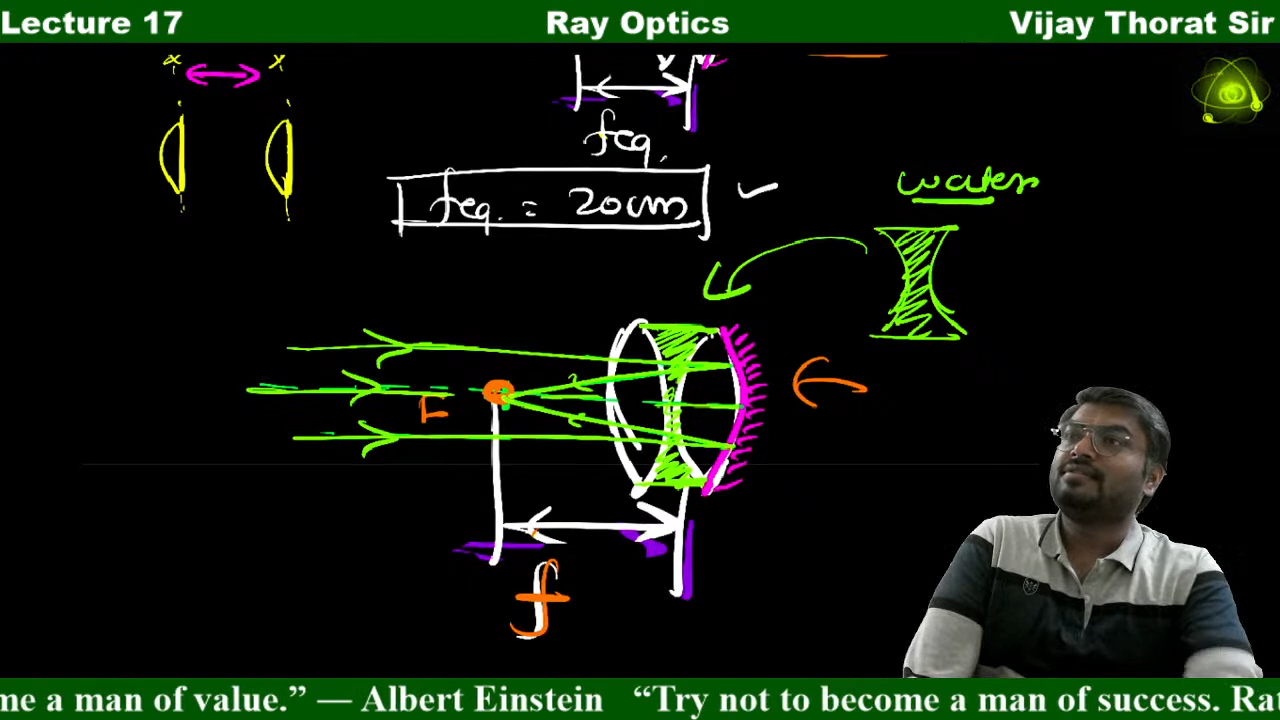 Lecture 17 Ray Optics Vijay Thorat Sir
x x
feq.
feq. = 20cm
water
F
f
me a man of value.” — Albert Einstein “Try not to become a man of success. Ra